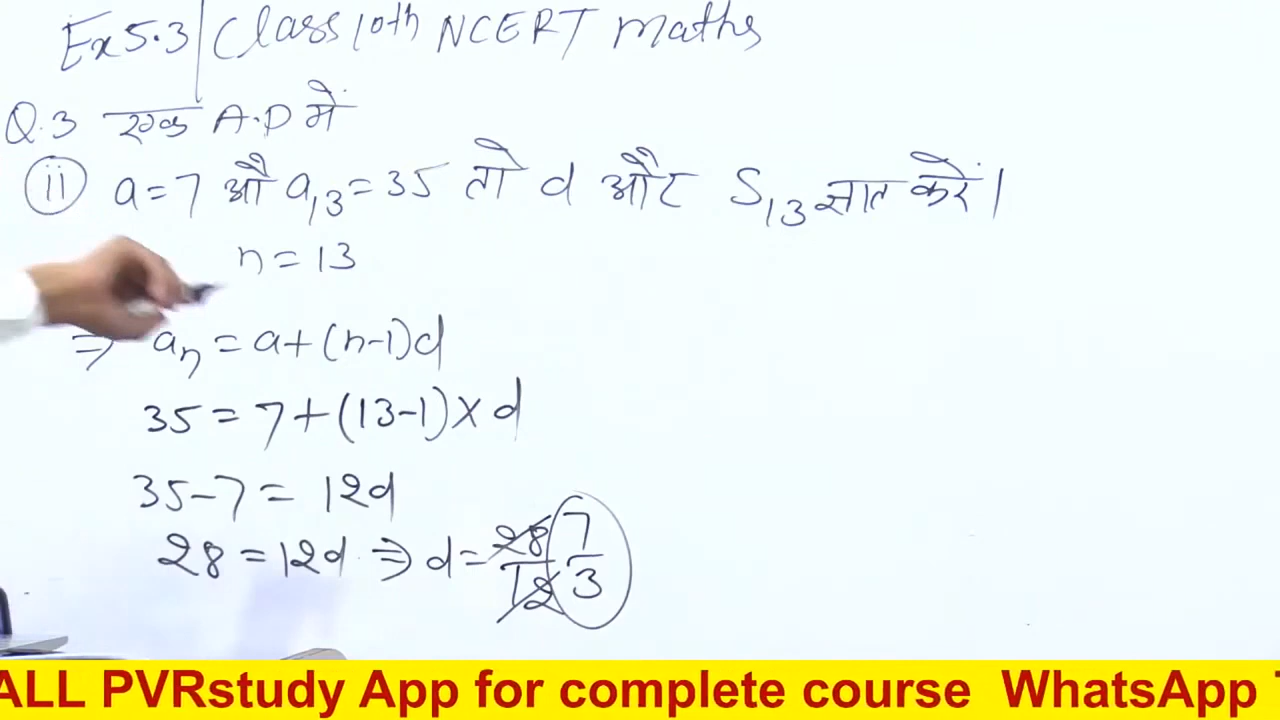 Ex 5.3 | Class 10th NCERT maths
Q.3 एक A.P में
(ii) a = 7 औ a₁₃ = 35 तो d और S₁₃ ज्ञात करें।
n = 13
⇒ aₙ = a + (n-1)d
35 = 7 + (13-1) × d
35 - 7 = 12d
28 = 12d ⇒ d = 28/12 7/3
ALL PVRstudy App for complete course WhatsApp